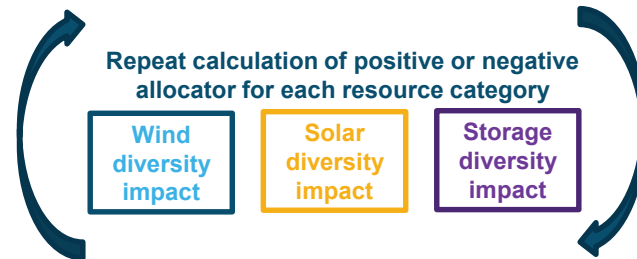 Repeat calculation of positive or negative
allocator for each resource category
Wind
diversity
impact
Solar
diversity
impact
Storage
diversity
impact